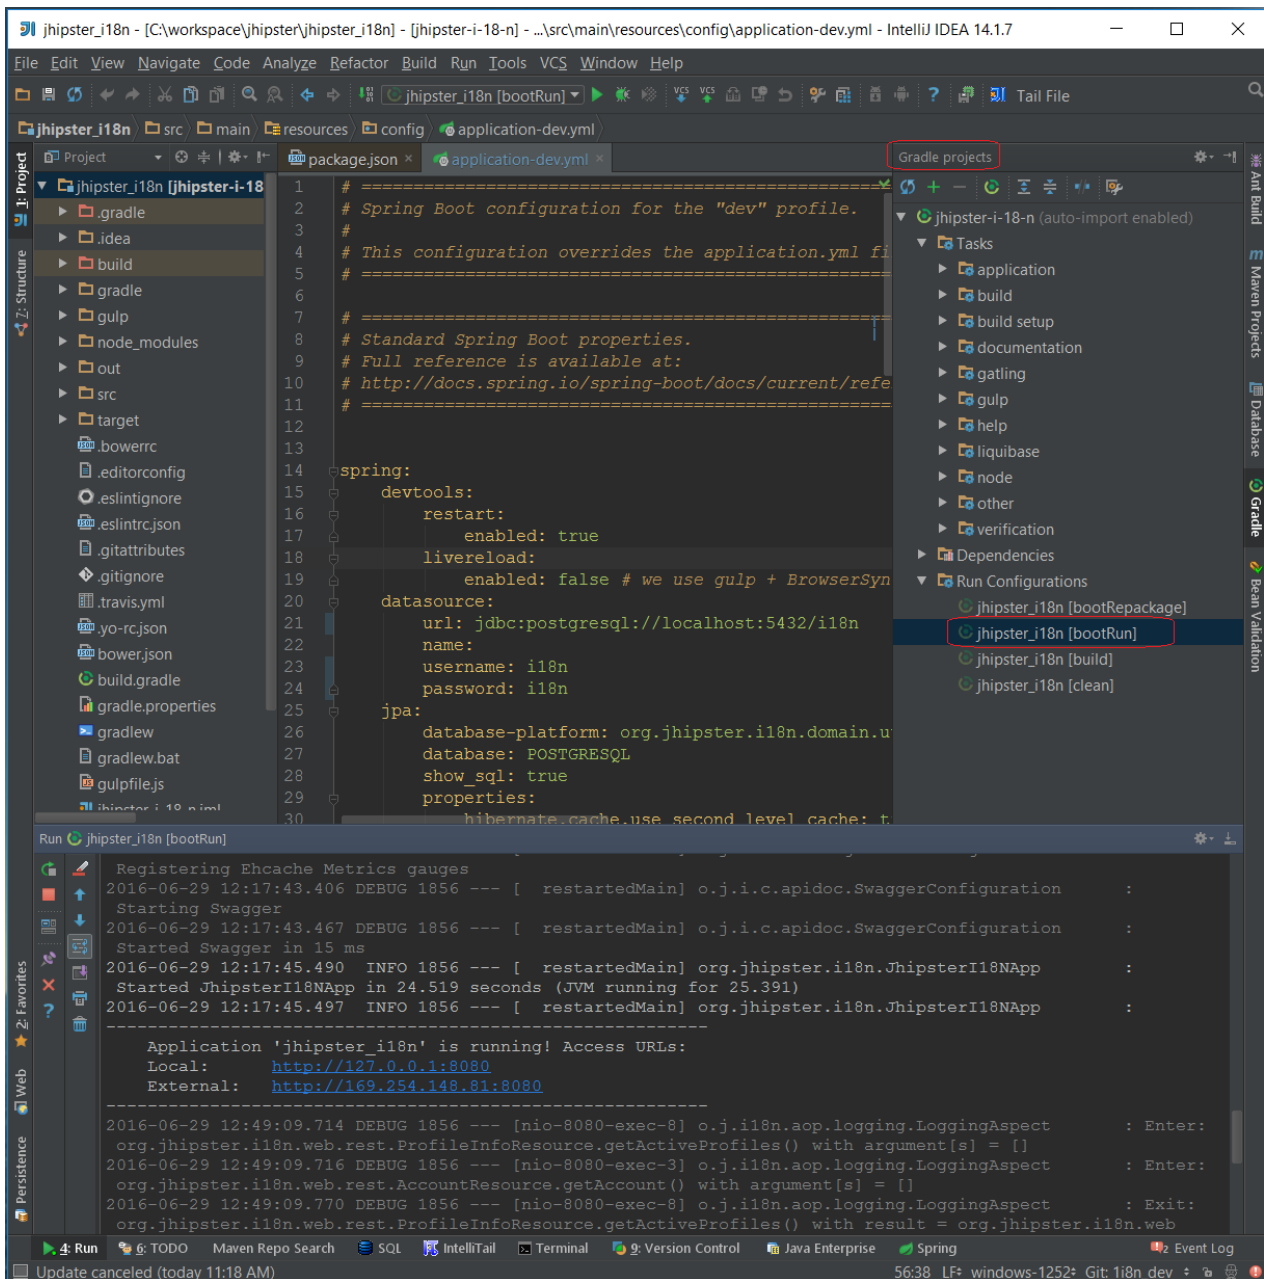 jhipster_i18n - [C:\workspace\jhipster\jhipster_i18n] - [jhipster-i-18-n] - ...\src\main\resources\config\application-dev.yml - IntelliJ IDEA 14.1.7
File Edit View Navigate Code Analyze Refactor Build Run Tools VCS Window Help
jhipster_i18n [bootRun] VCS VCS ? Tail File
jhipster_i18n src main resources config application-dev.yml
1: Project
Z: Structure
Project
jhipster_i18n [jhipster-i-18
.gradle
.idea
build
gradle
gulp
node_modules
out
src
target
.bowerrc
.editorconfig
.eslintignore
.eslintrc.json
.gitattributes
.gitignore
.travis.yml
.yo-rc.json
bower.json
build.gradle
gradle.properties
gradlew
gradlew.bat
gulpfile.js
jhipster-i-18-n.iml
package.json × application-dev.yml ×
1 # ===================================================
2 # Spring Boot configuration for the "dev" profile.
3 #
4 # This configuration overrides the application.yml fi
5 # ===================================================
6
7 # ===================================================
8 # Standard Spring Boot properties.
9 # Full reference is available at:
10 # http://docs.spring.io/spring-boot/docs/current/refe
11 # ===================================================
12
13
14 spring:
15 devtools:
16 restart:
17 enabled: true
18 livereload:
19 enabled: false # we use gulp + BrowserSyn
20 datasource:
21 url: jdbc:postgresql://localhost:5432/i18n
22 name:
23 username: i18n
24 password: i18n
25 jpa:
26 database-platform: org.jhipster.i18n.domain.u
27 database: POSTGRESQL
28 show_sql: true
29 properties:
30 hibernate.cache.use_second_level_cache: t
Gradle projects
jhipster-i-18-n (auto-import enabled)
Tasks
application
build
build setup
documentation
gatling
gulp
help
liquibase
node
other
verification
Dependencies
Run Configurations
jhipster_i18n [bootRepackage]
jhipster_i18n [bootRun]
jhipster_i18n [build]
jhipster_i18n [clean]
Ant Build
Maven Projects
Database
Gradle
Bean Validation
Run jhipster_i18n [bootRun]
Registering Ehcache Metrics gauges
2016-06-29 12:17:43.406 DEBUG 1856 --- [ restartedMain] o.j.i.c.apidoc.SwaggerConfiguration :
Starting Swagger
2016-06-29 12:17:43.467 DEBUG 1856 --- [ restartedMain] o.j.i.c.apidoc.SwaggerConfiguration :
Started Swagger in 15 ms
2016-06-29 12:17:45.490 INFO 1856 --- [ restartedMain] org.jhipster.i18n.JhipsterI18NApp :
Started JhipsterI18NApp in 24.519 seconds (JVM running for 25.391)
2016-06-29 12:17:45.497 INFO 1856 --- [ restartedMain] org.jhipster.i18n.JhipsterI18NApp :
----------------------------------------------------------
Application 'jhipster_i18n' is running! Access URLs:
Local: http://127.0.0.1:8080
External: http://169.254.148.81:8080
----------------------------------------------------------
2016-06-29 12:49:09.714 DEBUG 1856 --- [nio-8080-exec-8] o.j.i18n.aop.logging.LoggingAspect : Enter:
org.jhipster.i18n.web.rest.ProfileInfoResource.getActiveProfiles() with argument[s] = []
2016-06-29 12:49:09.716 DEBUG 1856 --- [nio-8080-exec-3] o.j.i18n.aop.logging.LoggingAspect : Enter:
org.jhipster.i18n.web.rest.AccountResource.getAccount() with argument[s] = []
2016-06-29 12:49:09.770 DEBUG 1856 --- [nio-8080-exec-8] o.j.i18n.aop.logging.LoggingAspect : Exit:
org.jhipster.i18n.web.rest.ProfileInfoResource.getActiveProfiles() with result = org.jhipster.i18n.web
2: Favorites
Web
Persistence
4: Run 6: TODO Maven Repo Search SQL IntelliTail Terminal 9: Version Control Java Enterprise Spring 2 Event Log
Update canceled (today 11:18 AM) 56:38 LF windows-1252 Git: 1i8n_dev